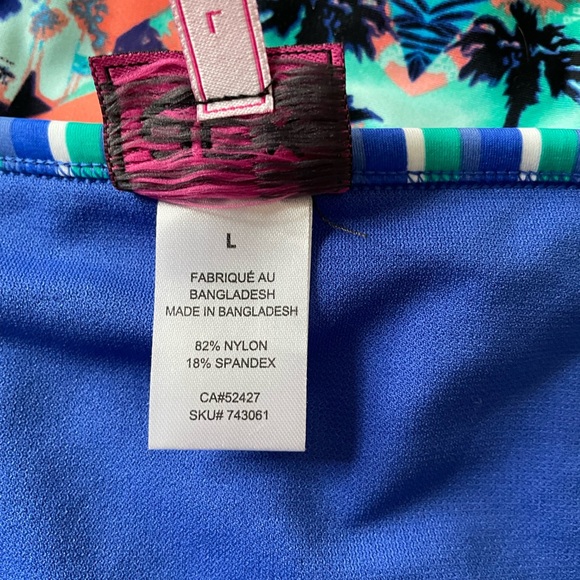 L
L
FABRIQUÉ AU
BANGLADESH
MADE IN BANGLADESH
82% NYLON
18% SPANDEX
CA#52427
SKU# 743061